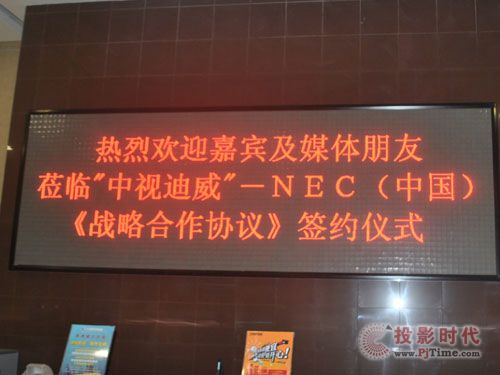 热烈欢迎嘉宾及媒体朋友
莅临"中视迪威"－NEC（中国）
《战略合作协议》签约仪式
投影时代
www.PjTime.com